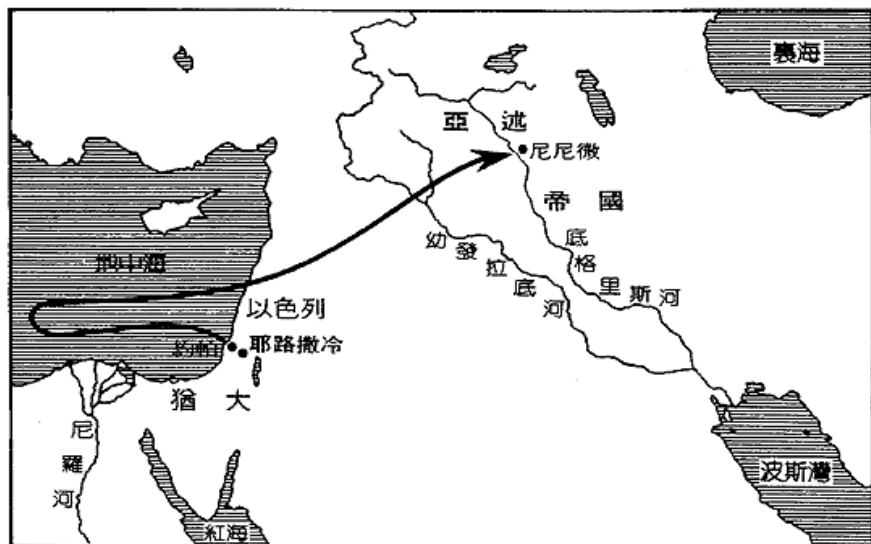 裏海
亞述
尼尼微
帝國
地中海
幼發拉底河
底格里斯河
以色列
約帕
耶路撒冷
猶大
尼羅河
紅海
波斯灣